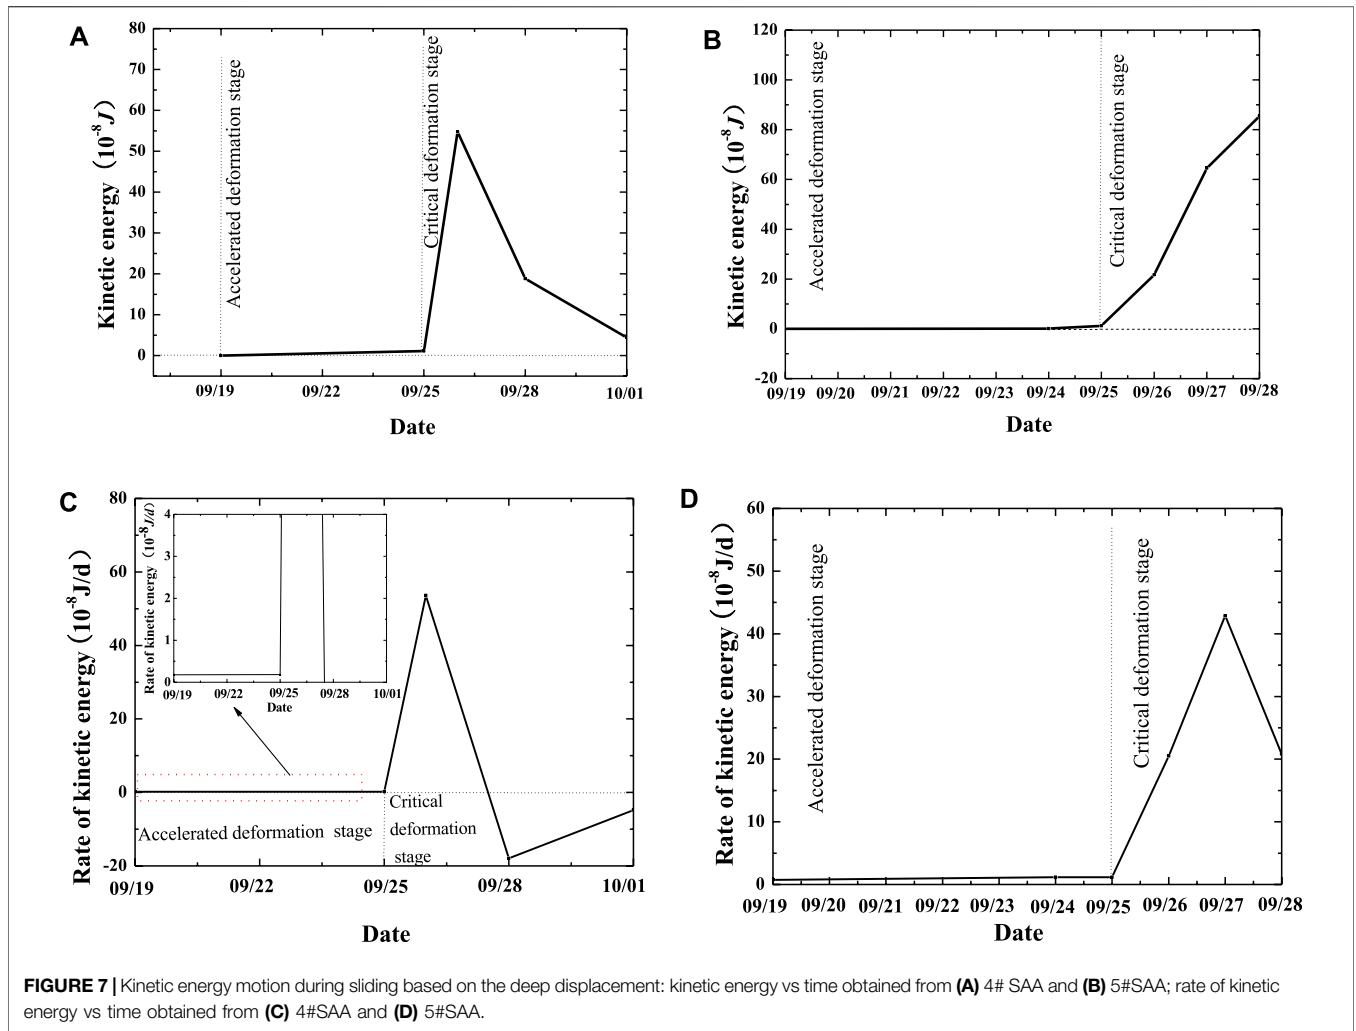 A
Kinetic energy (10⁻⁸J)
80
70
60
50
40
30
20
10
0
Accelerated deformation stage
Critical deformation stage
09/19 09/22 09/25 09/28 10/01
Date
B
Kinetic energy (10⁻⁸J)
120
100
80
60
40
20
0
-20
Accelerated deformation stage
Critical deformation stage
09/19 09/20 09/21 09/22 09/23 09/24 09/25 09/26 09/27 09/28
Date
C
Rate of kinetic energy (10⁻⁸J/d)
80
60
40
20
0
-20
Rate of kinetic energy (10⁻⁸J/d)
4
3
2
1
0
09/19 09/22 09/25 09/28 10/01
Date
Accelerated deformation stage
Critical
deformation
stage
09/19 09/22 09/25 09/28 10/01
Date
D
Rate of kinetic energy (10⁻⁸J/d)
60
50
40
30
20
10
0
Accelerated deformation stage
Critical deformation stage
09/19 09/20 09/21 09/22 09/23 09/24 09/25 09/26 09/27 09/28
Date
FIGURE 7 | Kinetic energy motion during sliding based on the deep displacement: kinetic energy vs time obtained from (A) 4# SAA and (B) 5#SAA; rate of kinetic
energy vs time obtained from (C) 4#SAA and (D) 5#SAA.